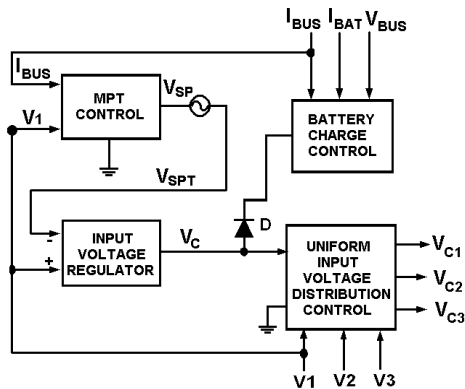 IBUS IBAT VBUS
IBUS
MPT
CONTROL
VSP
V1
BATTERY
CHARGE
CONTROL
VSPT
-
+
INPUT
VOLTAGE
REGULATOR
VC
D
UNIFORM
INPUT
VOLTAGE
DISTRIBUTION
CONTROL
VC1
VC2
VC3
V1 V2 V3